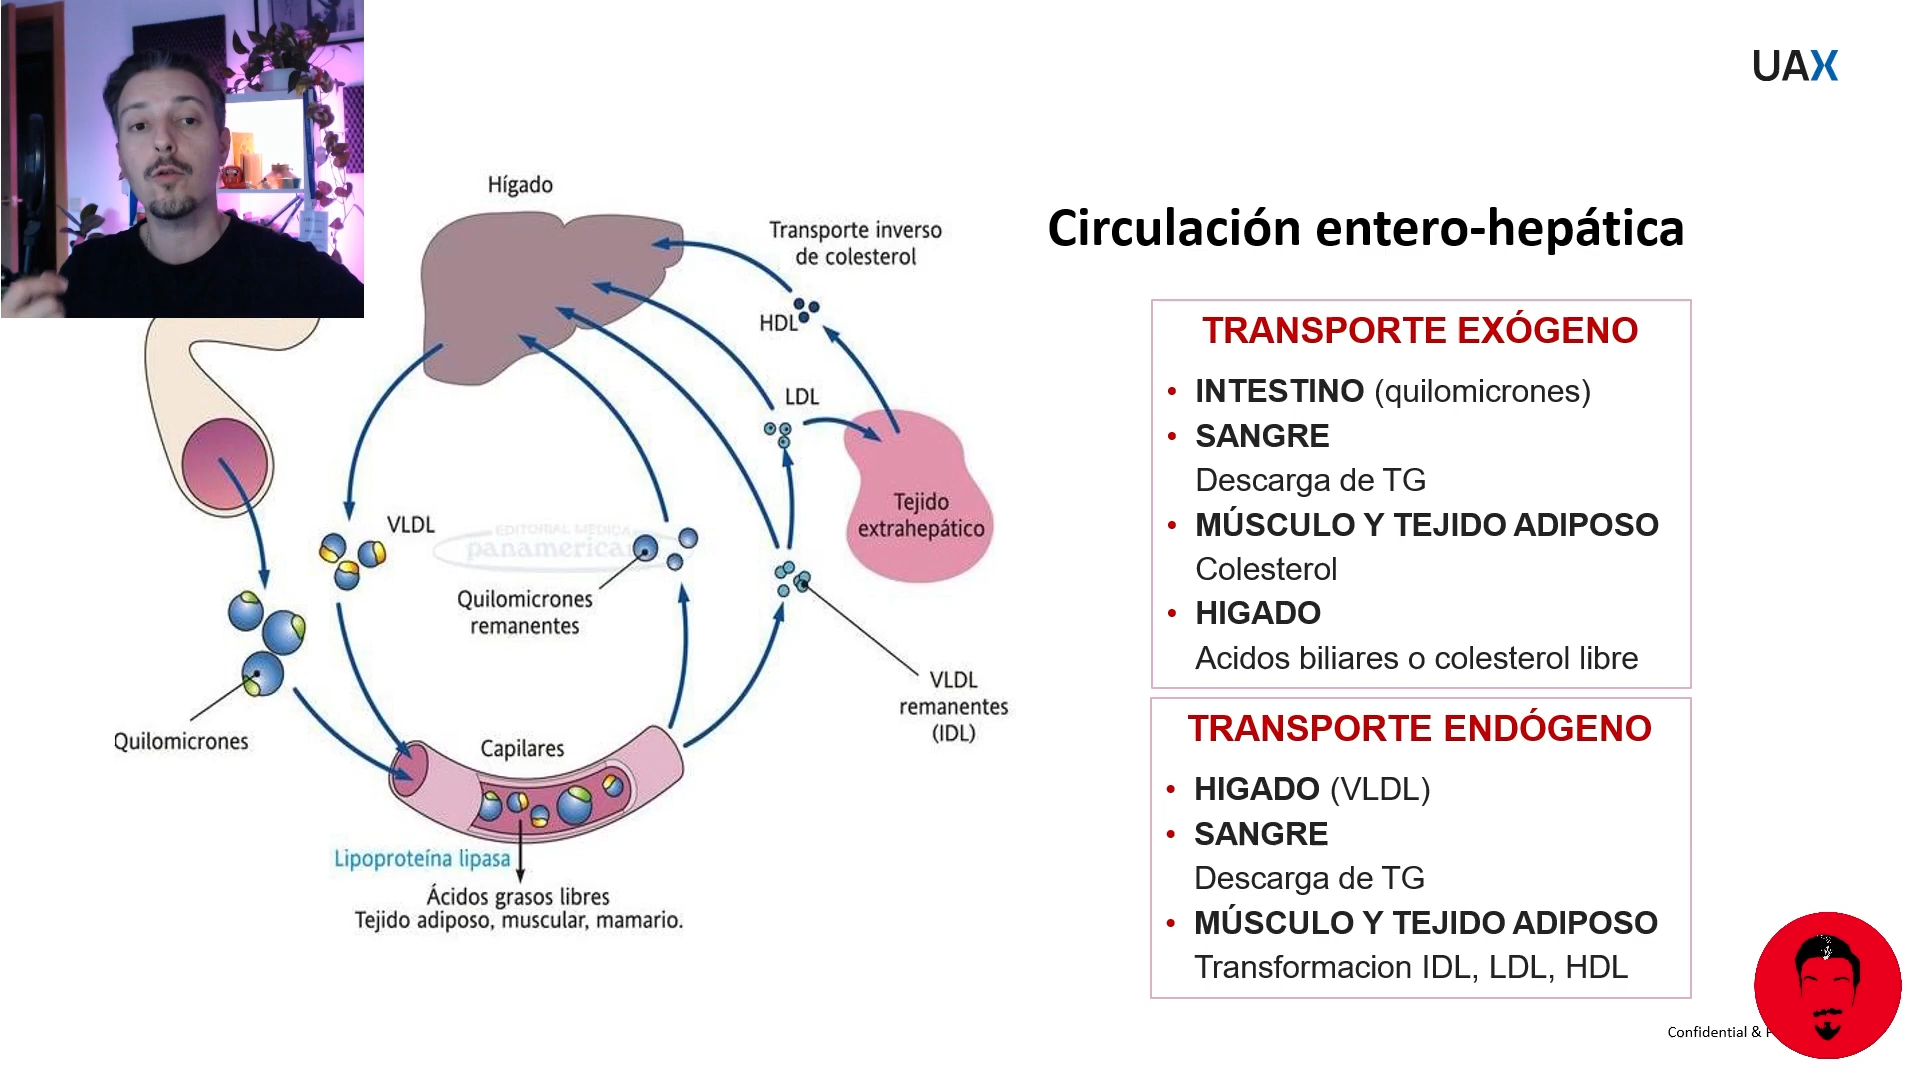 UAX
Hígado
Transporte inverso
de colesterol
HDL
LDL
Tejido
extrahepático
VLDL
EDITORIAL MEDICA
Quilomicrones
remanentes
VLDL
remanentes
(IDL)
Quilomicrones
Capilares
Lipoproteína lipasa
Ácidos grasos libres
Tejido adiposo, muscular, mamario.
Circulación entero-hepática
TRANSPORTE EXÓGENO
• INTESTINO (quilomicrones)
• SANGRE
Descarga de TG
• MÚSCULO Y TEJIDO ADIPOSO
Colesterol
• HIGADO
Acidos biliares o colesterol libre
TRANSPORTE ENDÓGENO
• HIGADO (VLDL)
• SANGRE
Descarga de TG
• MÚSCULO Y TEJIDO ADIPOSO
Transformacion IDL, LDL, HDL
Confidential &